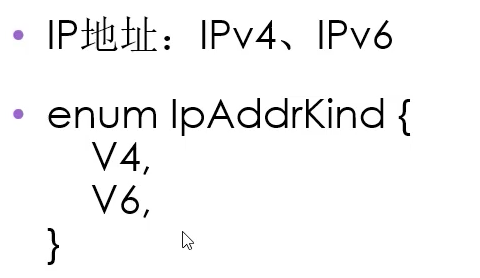 IP地址：IPv4、IPv6
enum IpAddrKind {
V4,
V6,
}